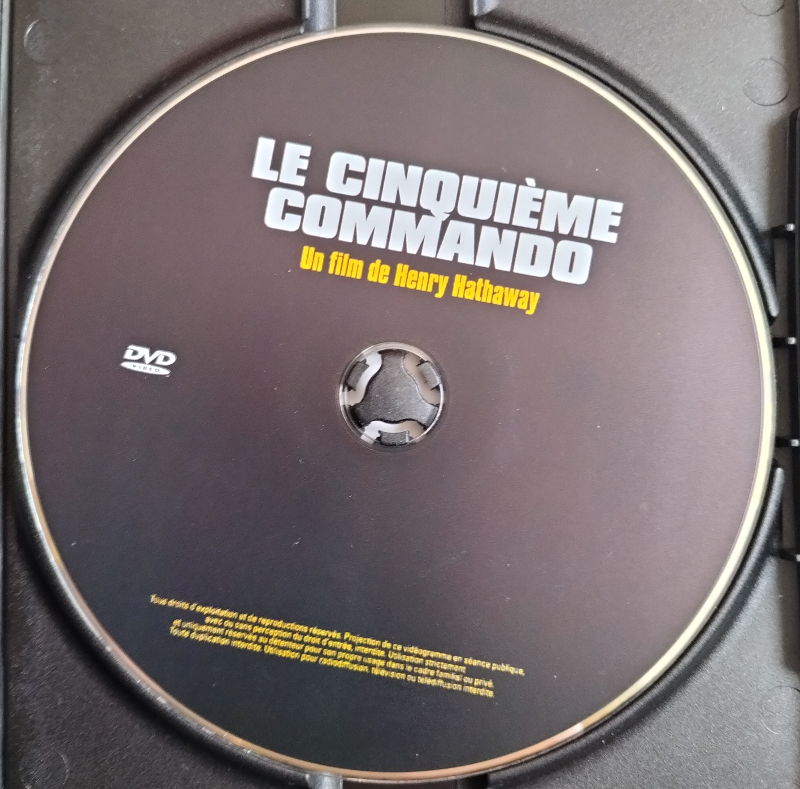 LE CINQUIÈME
COMMANDO
Un film de Henry Hathaway
DVD
VIDEO
Tous droits d'exploitation et de reproductions réservés. Projection de ce vidéogramme en séance publique,
avec ou sans perception du droit d'entrée, interdite. Utilisation strictement
et uniquement réservée au détenteur pour son propre usage dans le cadre familial ou privé.
Toute duplication interdite. Utilisation pour radiodiffusion, télévision ou télédiffusion interdite.